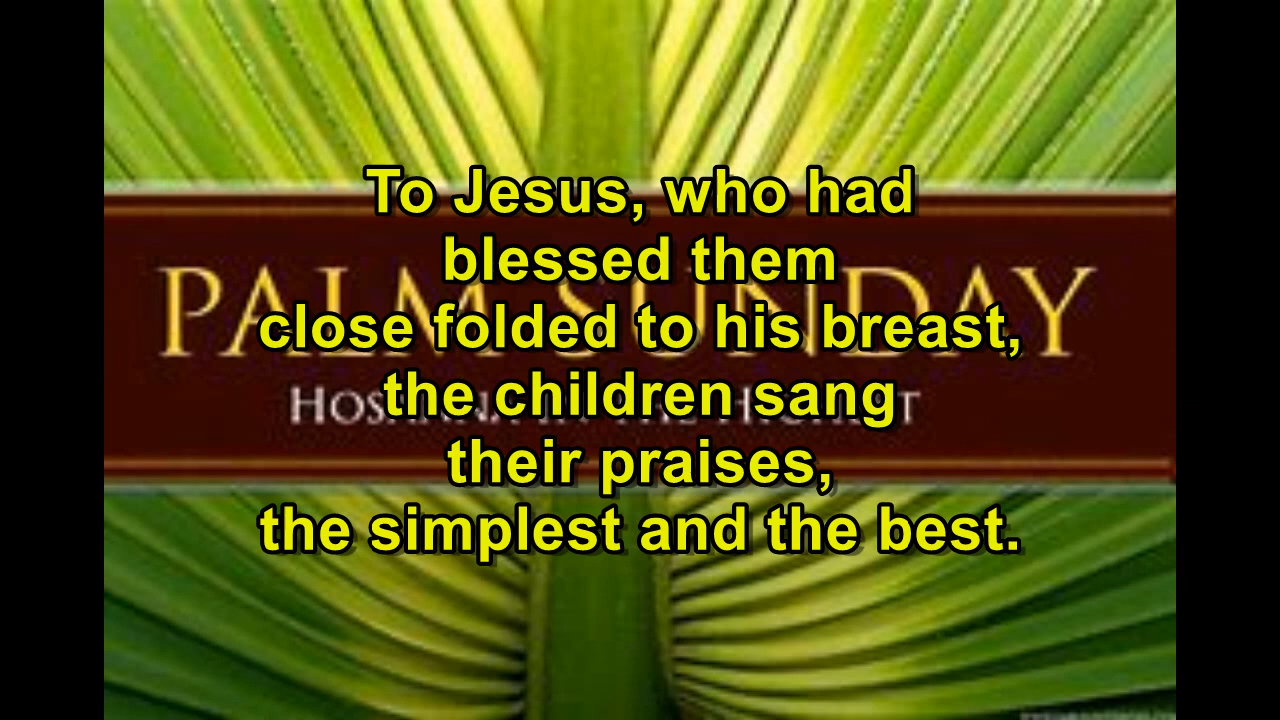 To Jesus, who had
blessed them
PALM SUNDAY
close folded to his breast,
the children sang
their praises,
the simplest and the best.